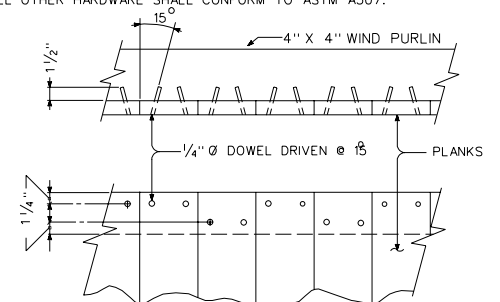 ALL OTHER HARDWARE SHALL CONFORM TO ASTM A307.
15°
4" X 4" WIND PURLIN
1 1/2"
1/4" Ø DOWEL DRIVEN @ 15
PLANKS
1 1/4"